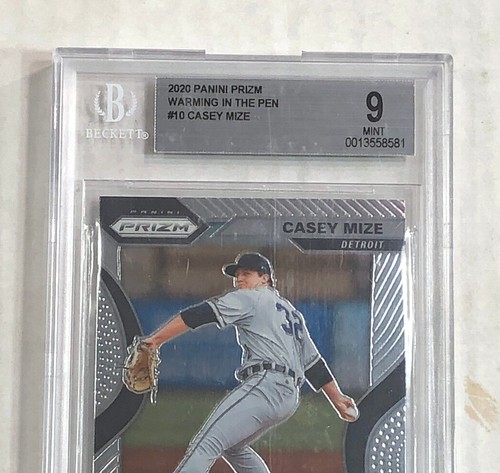 2020 PANINI PRIZM
WARMING IN THE PEN
#10 CASEY MIZE
9
MINT
0013558581
B
BECKETT®
PANINI
PRIZM
CASEY MIZE
DETROIT
32